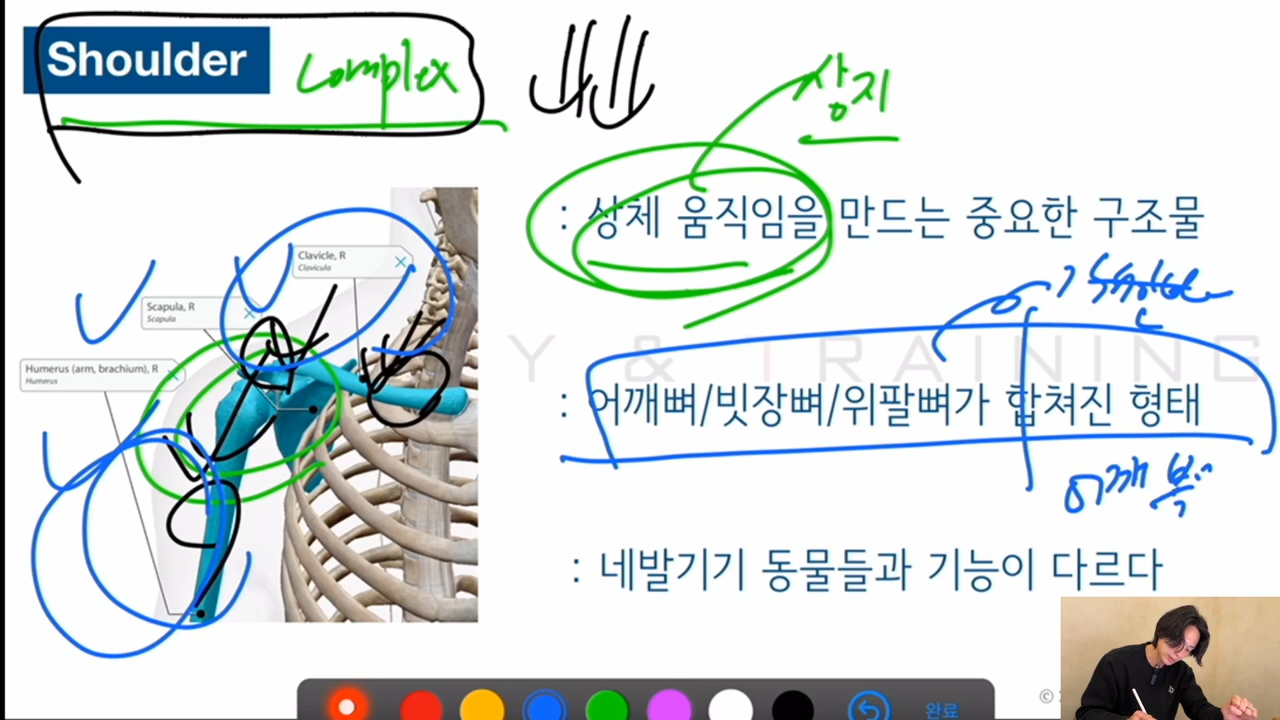 Shoulder complex
상지
: 상체 움직임을 만드는 중요한 구조물
Clavicle, R
Clavicula
Scapula, R
Scapula
Humerus (arm, brachium), R
Humerus
Y & TRAINING
: 어깨뼈/빗장뼈/위팔뼈가 합쳐진 형태
어깨 복
: 네발기기 동물들과 기능이 다르다
©
완료